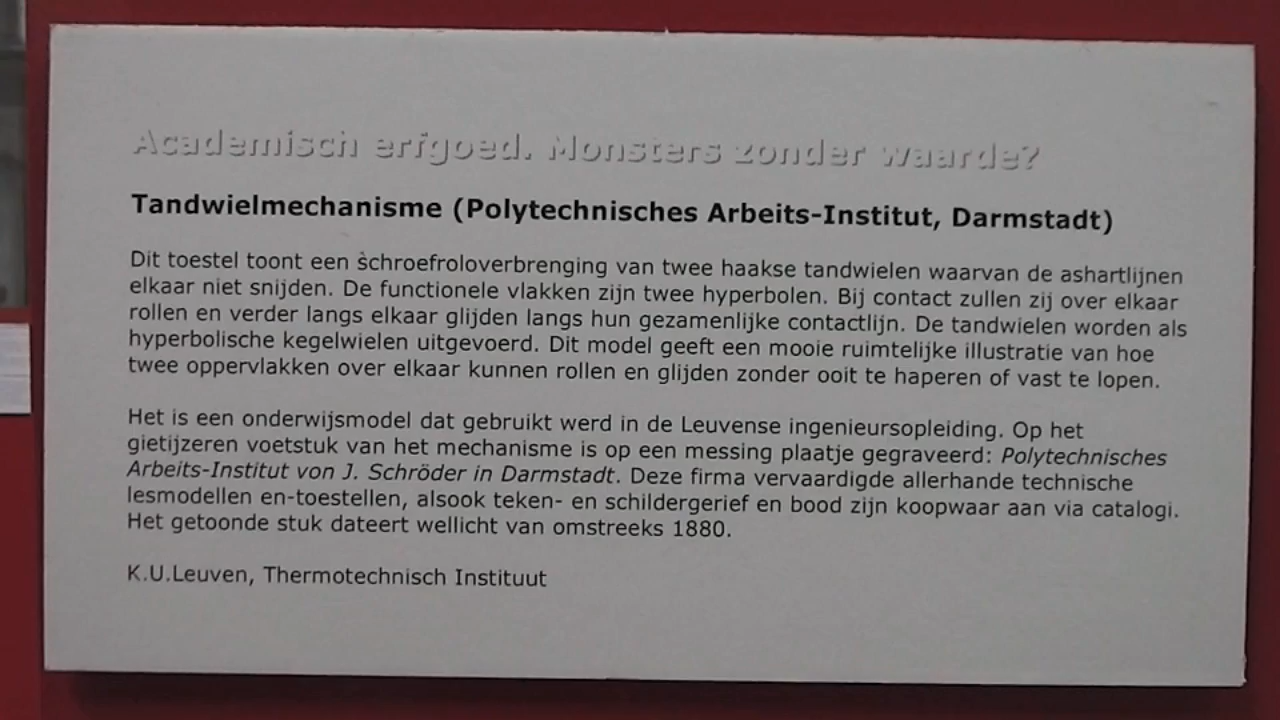 Academisch erfgoed. Monsters zonder waarde?
Tandwielmechanisme (Polytechnisches Arbeits-Institut, Darmstadt)
Dit toestel toont een schroefroloverbrenging van twee haakse tandwielen waarvan de ashartlijnen
elkaar niet snijden. De functionele vlakken zijn twee hyperbolen. Bij contact zullen zij over elkaar
rollen en verder langs elkaar glijden langs hun gezamenlijke contactlijn. De tandwielen worden als
hyperbolische kegelwielen uitgevoerd. Dit model geeft een mooie ruimtelijke illustratie van hoe
twee oppervlakken over elkaar kunnen rollen en glijden zonder ooit te haperen of vast te lopen.
Het is een onderwijsmodel dat gebruikt werd in de Leuvense ingenieursopleiding. Op het
gietijzeren voetstuk van het mechanisme is op een messing plaatje gegraveerd: Polytechnisches
Arbeits-Institut von J. Schröder in Darmstadt. Deze firma vervaardigde allerhande technische
lesmodellen en-toestellen, alsook teken- en schildergerief en bood zijn koopwaar aan via catalogi.
Het getoonde stuk dateert wellicht van omstreeks 1880.
K.U.Leuven, Thermotechnisch Instituut